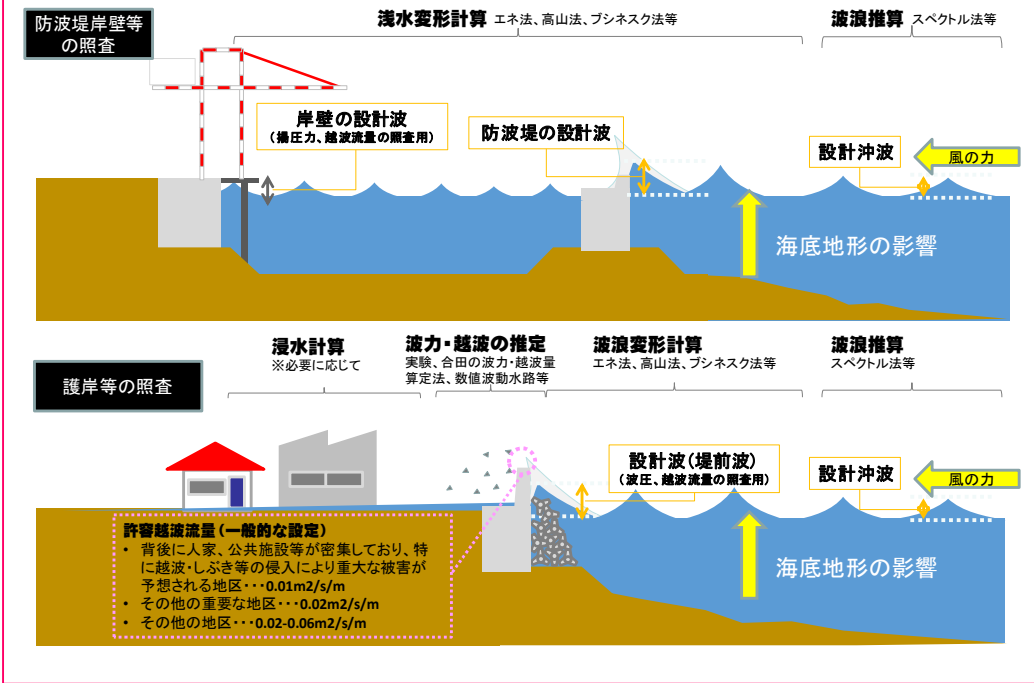 防波堤岸壁等
の照査
浅水変形計算 エネ法、高山法、ブシネスク法等
波浪推算 スペクトル法等
岸壁の設計波
(揚圧力、越波流量の照査用)
防波堤の設計波
設計沖波
風の力
海底地形の影響
護岸等の照査
浸水計算
※必要に応じて
波力・越波の推定
実験、合田の波力・越波量
算定法、数値波動水路等
波浪変形計算
エネ法、高山法、ブシネスク法等
波浪推算
スペクトル法等
設計波(堤前波)
(波圧、越波流量の照査用)
設計沖波
風の力
海底地形の影響
許容越波流量(一般的な設定)
• 背後に人家、公共施設等が密集しており、特
に越波・しぶき等の侵入により重大な被害が
予想される地区・・・0.01m2/s/m
• その他の重要な地区・・・0.02m2/s/m
• その他の地区・・・0.02-0.06m2/s/m